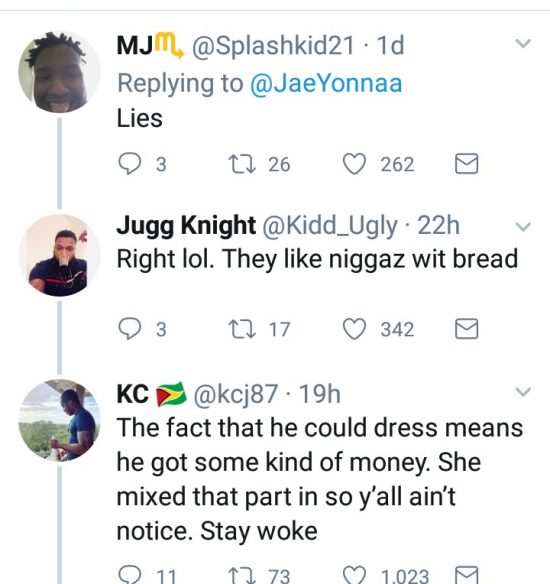 MJ♏ @Splashkid21 · 1d
Replying to @JaeYonnaa
Lies
3 26 262
Jugg Knight @Kidd_Ugly · 22h
Right lol. They like niggaz wit bread
3 17 342
KC 🇬🇾 @kcj87 · 19h
The fact that he could dress means
he got some kind of money. She
mixed that part in so y'all ain't
notice. Stay woke
11 73 1,023